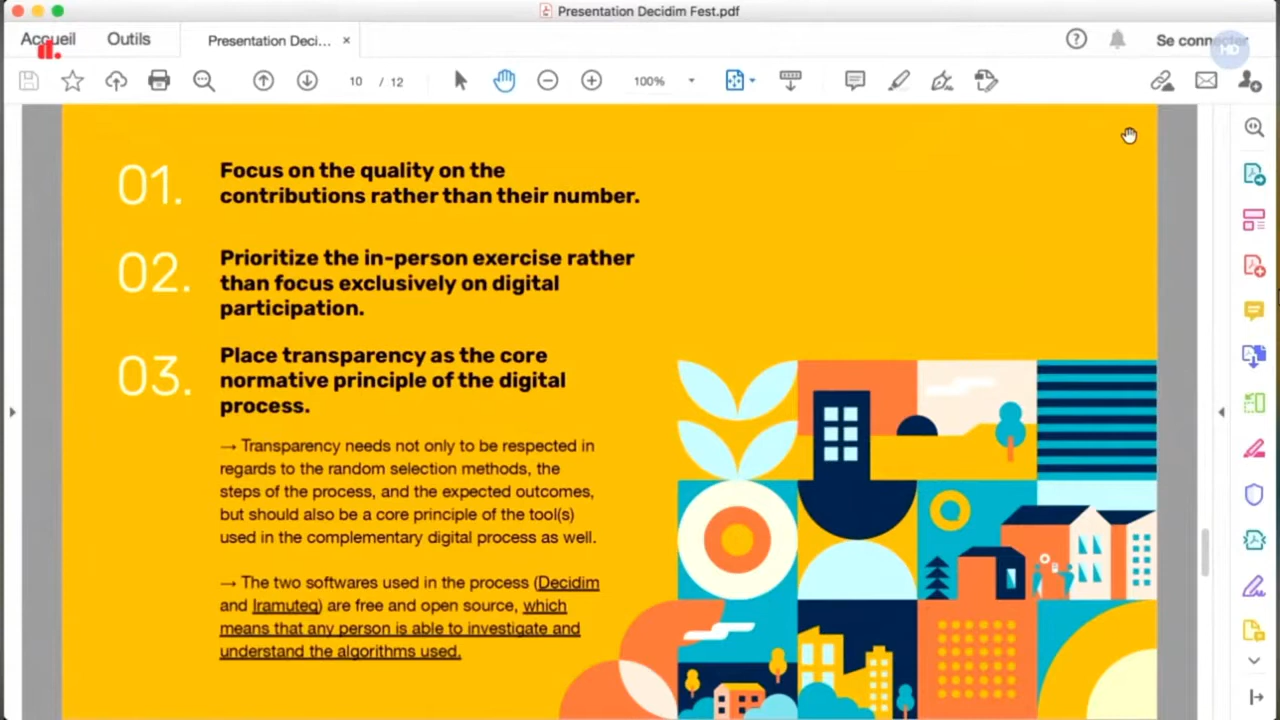 Presentation Decidim Fest.pdf
Accueil
Outils
Presentation Deci... ×
?
Se connecter
MD
d.
10 / 12
100%
01.
Focus on the quality on the
contributions rather than their number.
02.
Prioritize the in-person exercise rather
than focus exclusively on digital
participation.
03.
Place transparency as the core
normative principle of the digital
process.
→ Transparency needs not only to be respected in
regards to the random selection methods, the
steps of the process, and the expected outcomes,
but should also be a core principle of the tool(s)
used in the complementary digital process as well.
→ The two softwares used in the process (Decidim
and Iramuteq) are free and open source, which
means that any person is able to investigate and
understand the algorithms used.